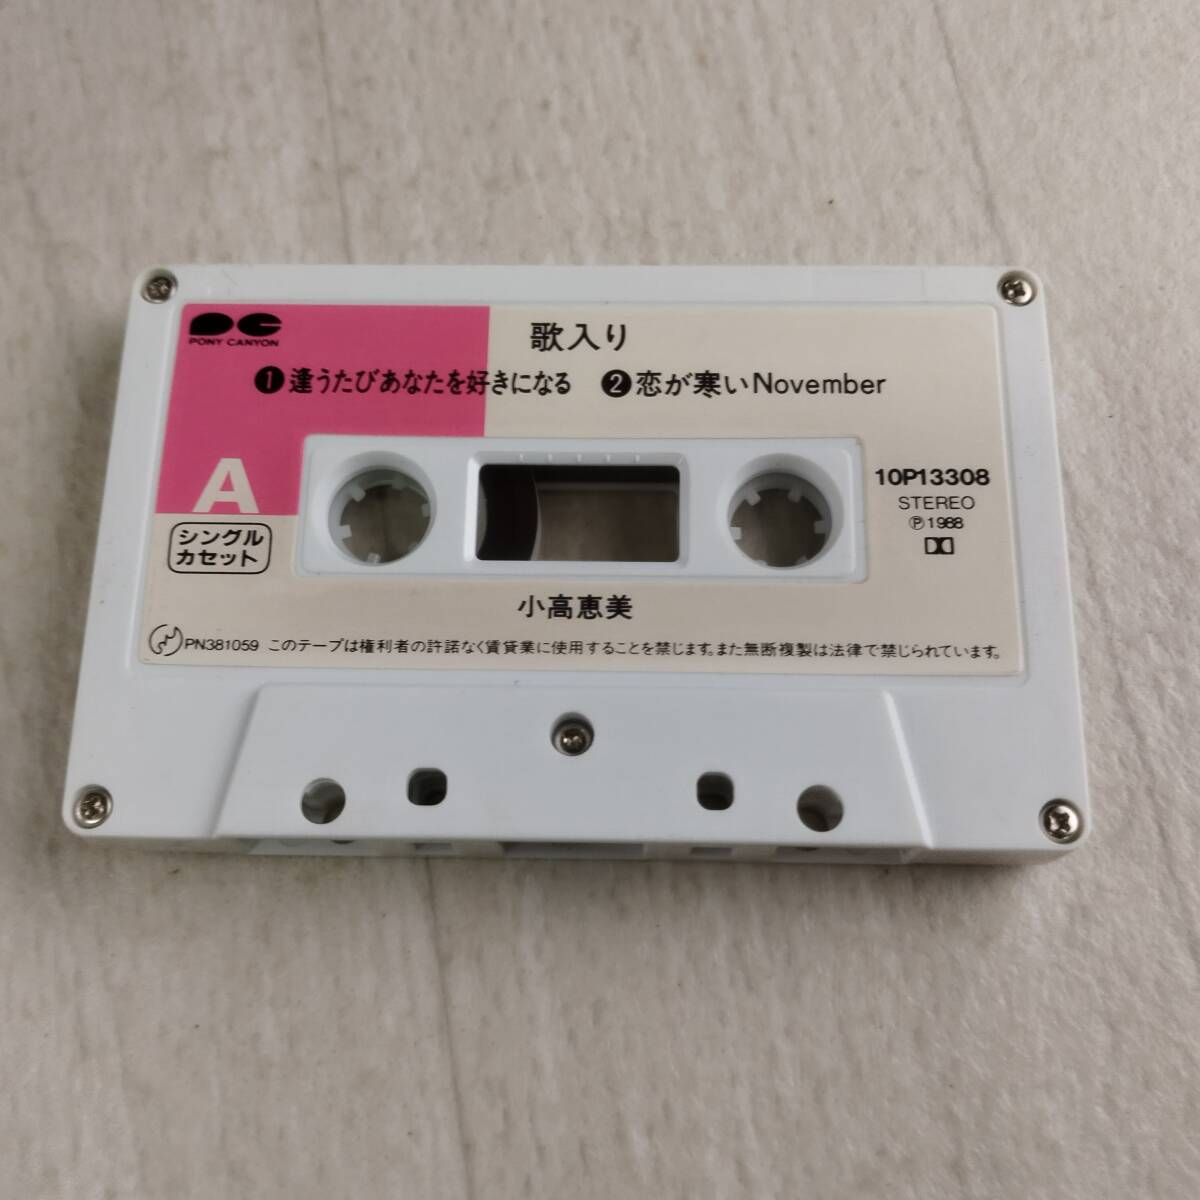 PONY CANYON
歌入り
❶逢うたびあなたを好きになる ❷恋が寒いNovember
A
シングル
カセット
10P13308
STEREO
Ⓟ1988
小高恵美
PN381059 このテープは権利者の許諾なく賃貸業に使用することを禁じます。また無断複製は法律で禁じられています。